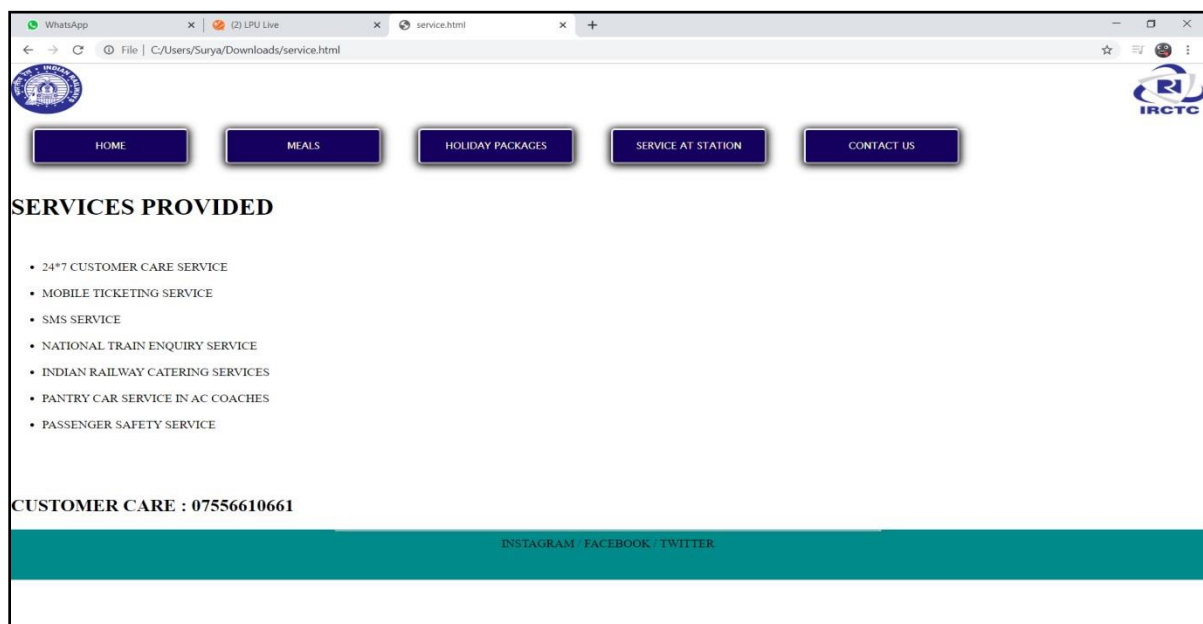 WhatsApp (2) LPU Live service.html
File | C:/Users/Surya/Downloads/service.html
INDIAN RAILWAYS
IRCTC
HOME MEALS HOLIDAY PACKAGES SERVICE AT STATION CONTACT US
SERVICES PROVIDED
24*7 CUSTOMER CARE SERVICE
MOBILE TICKETING SERVICE
SMS SERVICE
NATIONAL TRAIN ENQUIRY SERVICE
INDIAN RAILWAY CATERING SERVICES
PANTRY CAR SERVICE IN AC COACHES
PASSENGER SAFETY SERVICE
CUSTOMER CARE : 07556610661
INSTAGRAM / FACEBOOK / TWITTER